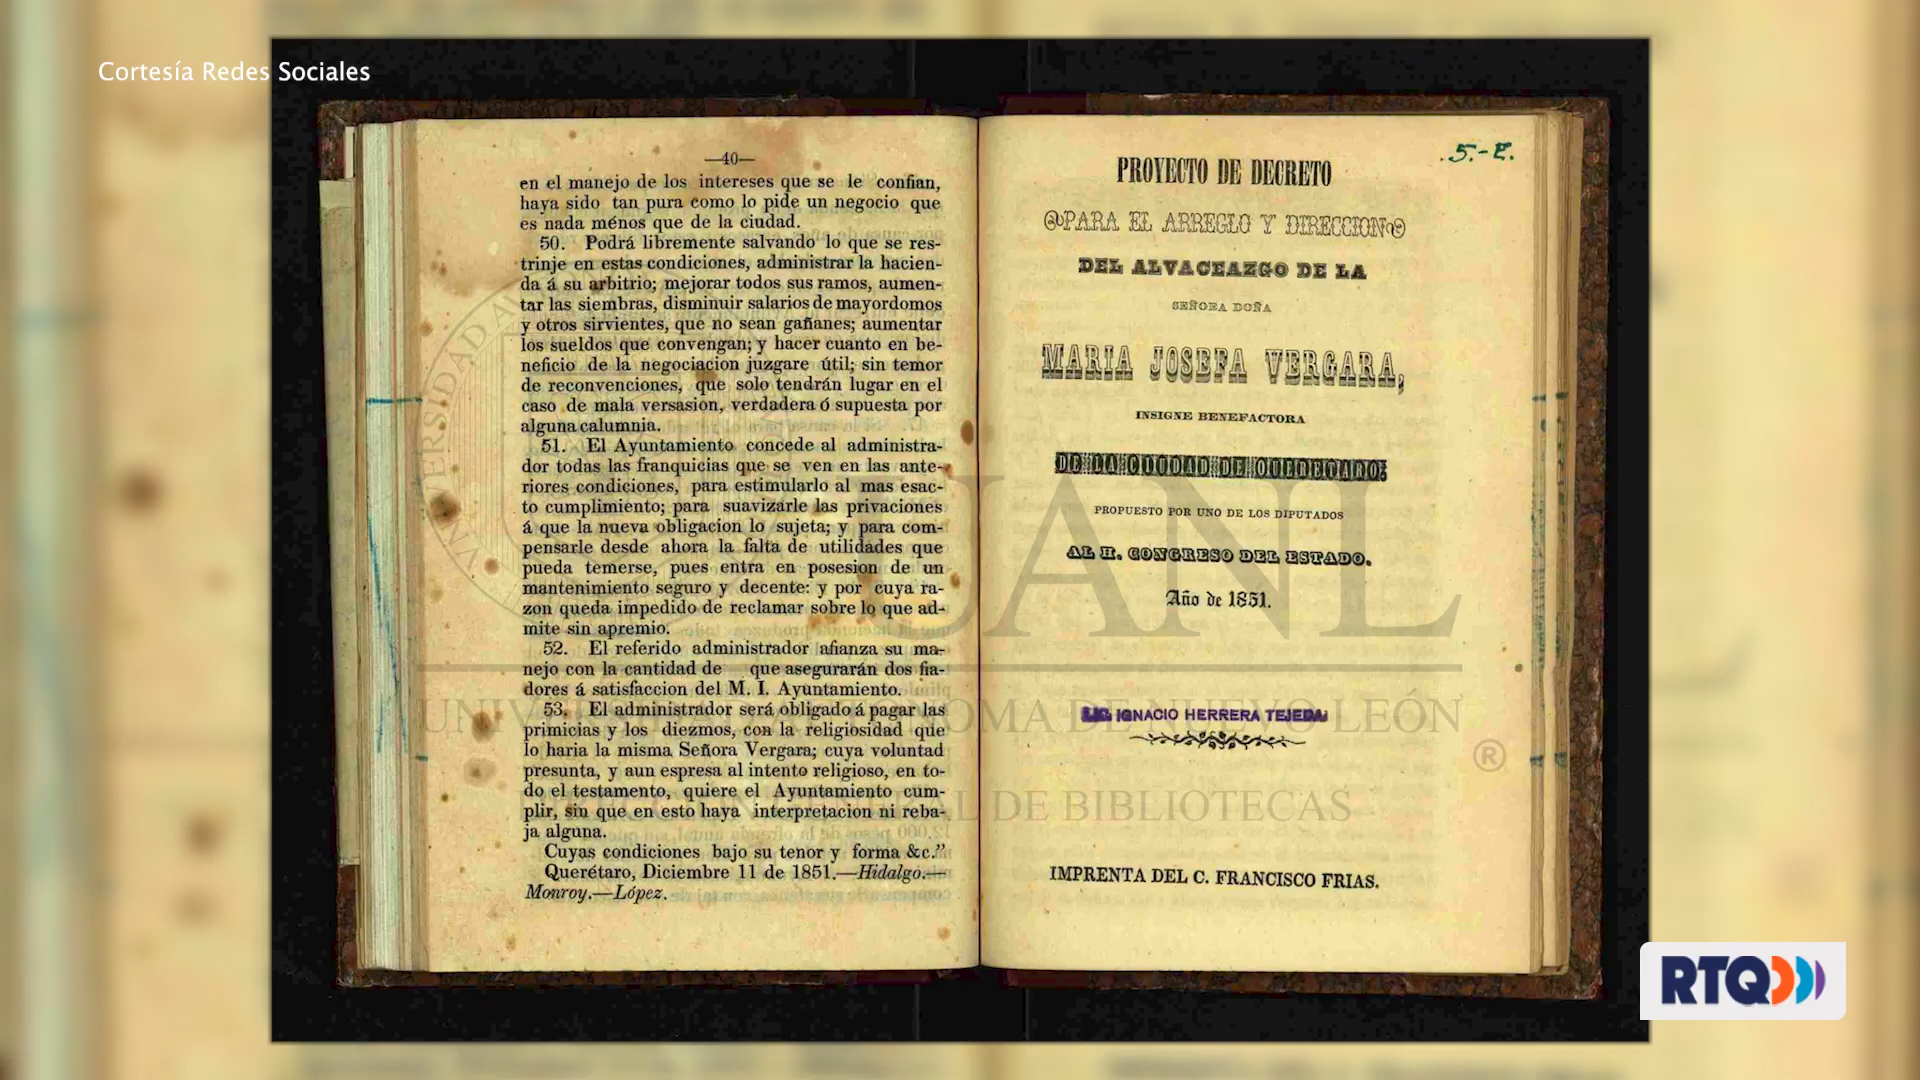 Cortesía Redes Sociales
—40—
en el manejo de los intereses que se le confian,
haya sido tan pura como lo pide un negocio que
es nada ménos que de la ciudad.
50. Podrá libremente salvando lo que se res-
trinje en estas condiciones, administrar la hacien-
da á su arbitrio; mejorar todos sus ramos, aumen-
tar las siembras, disminuir salarios de mayordomos
y otros sirvientes, que no sean gañanes; aumentar
los sueldos que convengan; y hacer cuanto en be-
neficio de la negociacion juzgare útil; sin temor
de reconvenciones, que solo tendrán lugar en el
caso de mala versasion, verdadera ó supuesta por
alguna calumnia.
51. El Ayuntamiento concede al administra-
dor todas las franquicias que se ven en las ante-
riores condiciones, para estimularlo al mas esac-
to cumplimiento; para suavizarle las privaciones
á que la nueva obligacion lo sujeta; y para com-
pensarle desde ahora la falta de utilidades que
pueda temerse, pues entra en posesion de un
mantenimiento seguro y decente: y por cuya ra-
zon queda impedido de reclamar sobre lo que ad-
mite sin apremio.
52. El referido administrador afianza su ma-
nejo con la cantidad de que asegurarán dos fia-
dores á satisfaccion del M. I. Ayuntamiento.
53. El administrador será obligado á pagar las
primicias y los diezmos, con la religiosidad que
lo haria la misma Señora Vergara; cuya voluntad
presunta, y aun espresa al intento religioso, en to-
do el testamento, quiere el Ayuntamiento cum-
plir, sin que en esto haya interpretacion ni reba-
ja alguna.
Cuyas condiciones bajo su tenor y forma &c.”
Querétaro, Diciembre 11 de 1851.—Hidalgo.—
Monroy.—López.
5.-E.
PROYECTO DE DECRETO
PARA EL ARREGLO Y DIRECCION
DEL ALVACEAZGO DE LA
SEÑORA DOÑA
MARIA JOSEFA VERGARA,
INSIGNE BENEFACTORA
DE LA CIUDAD DE QUERETARO:
PROPUESTO POR UNO DE LOS DIPUTADOS
AL H. CONGRESO DEL ESTADO.
Año de 1851.
LIC. IGNACIO HERRERA TEJEDA
IMPRENTA DEL C. FRANCISCO FRIAS.
UANL
UNIVERSIDAD AUTÓNOMA DE NUEVO LEÓN
®
DIRECCIÓN GENERAL DE BIBLIOTECAS
RTQ